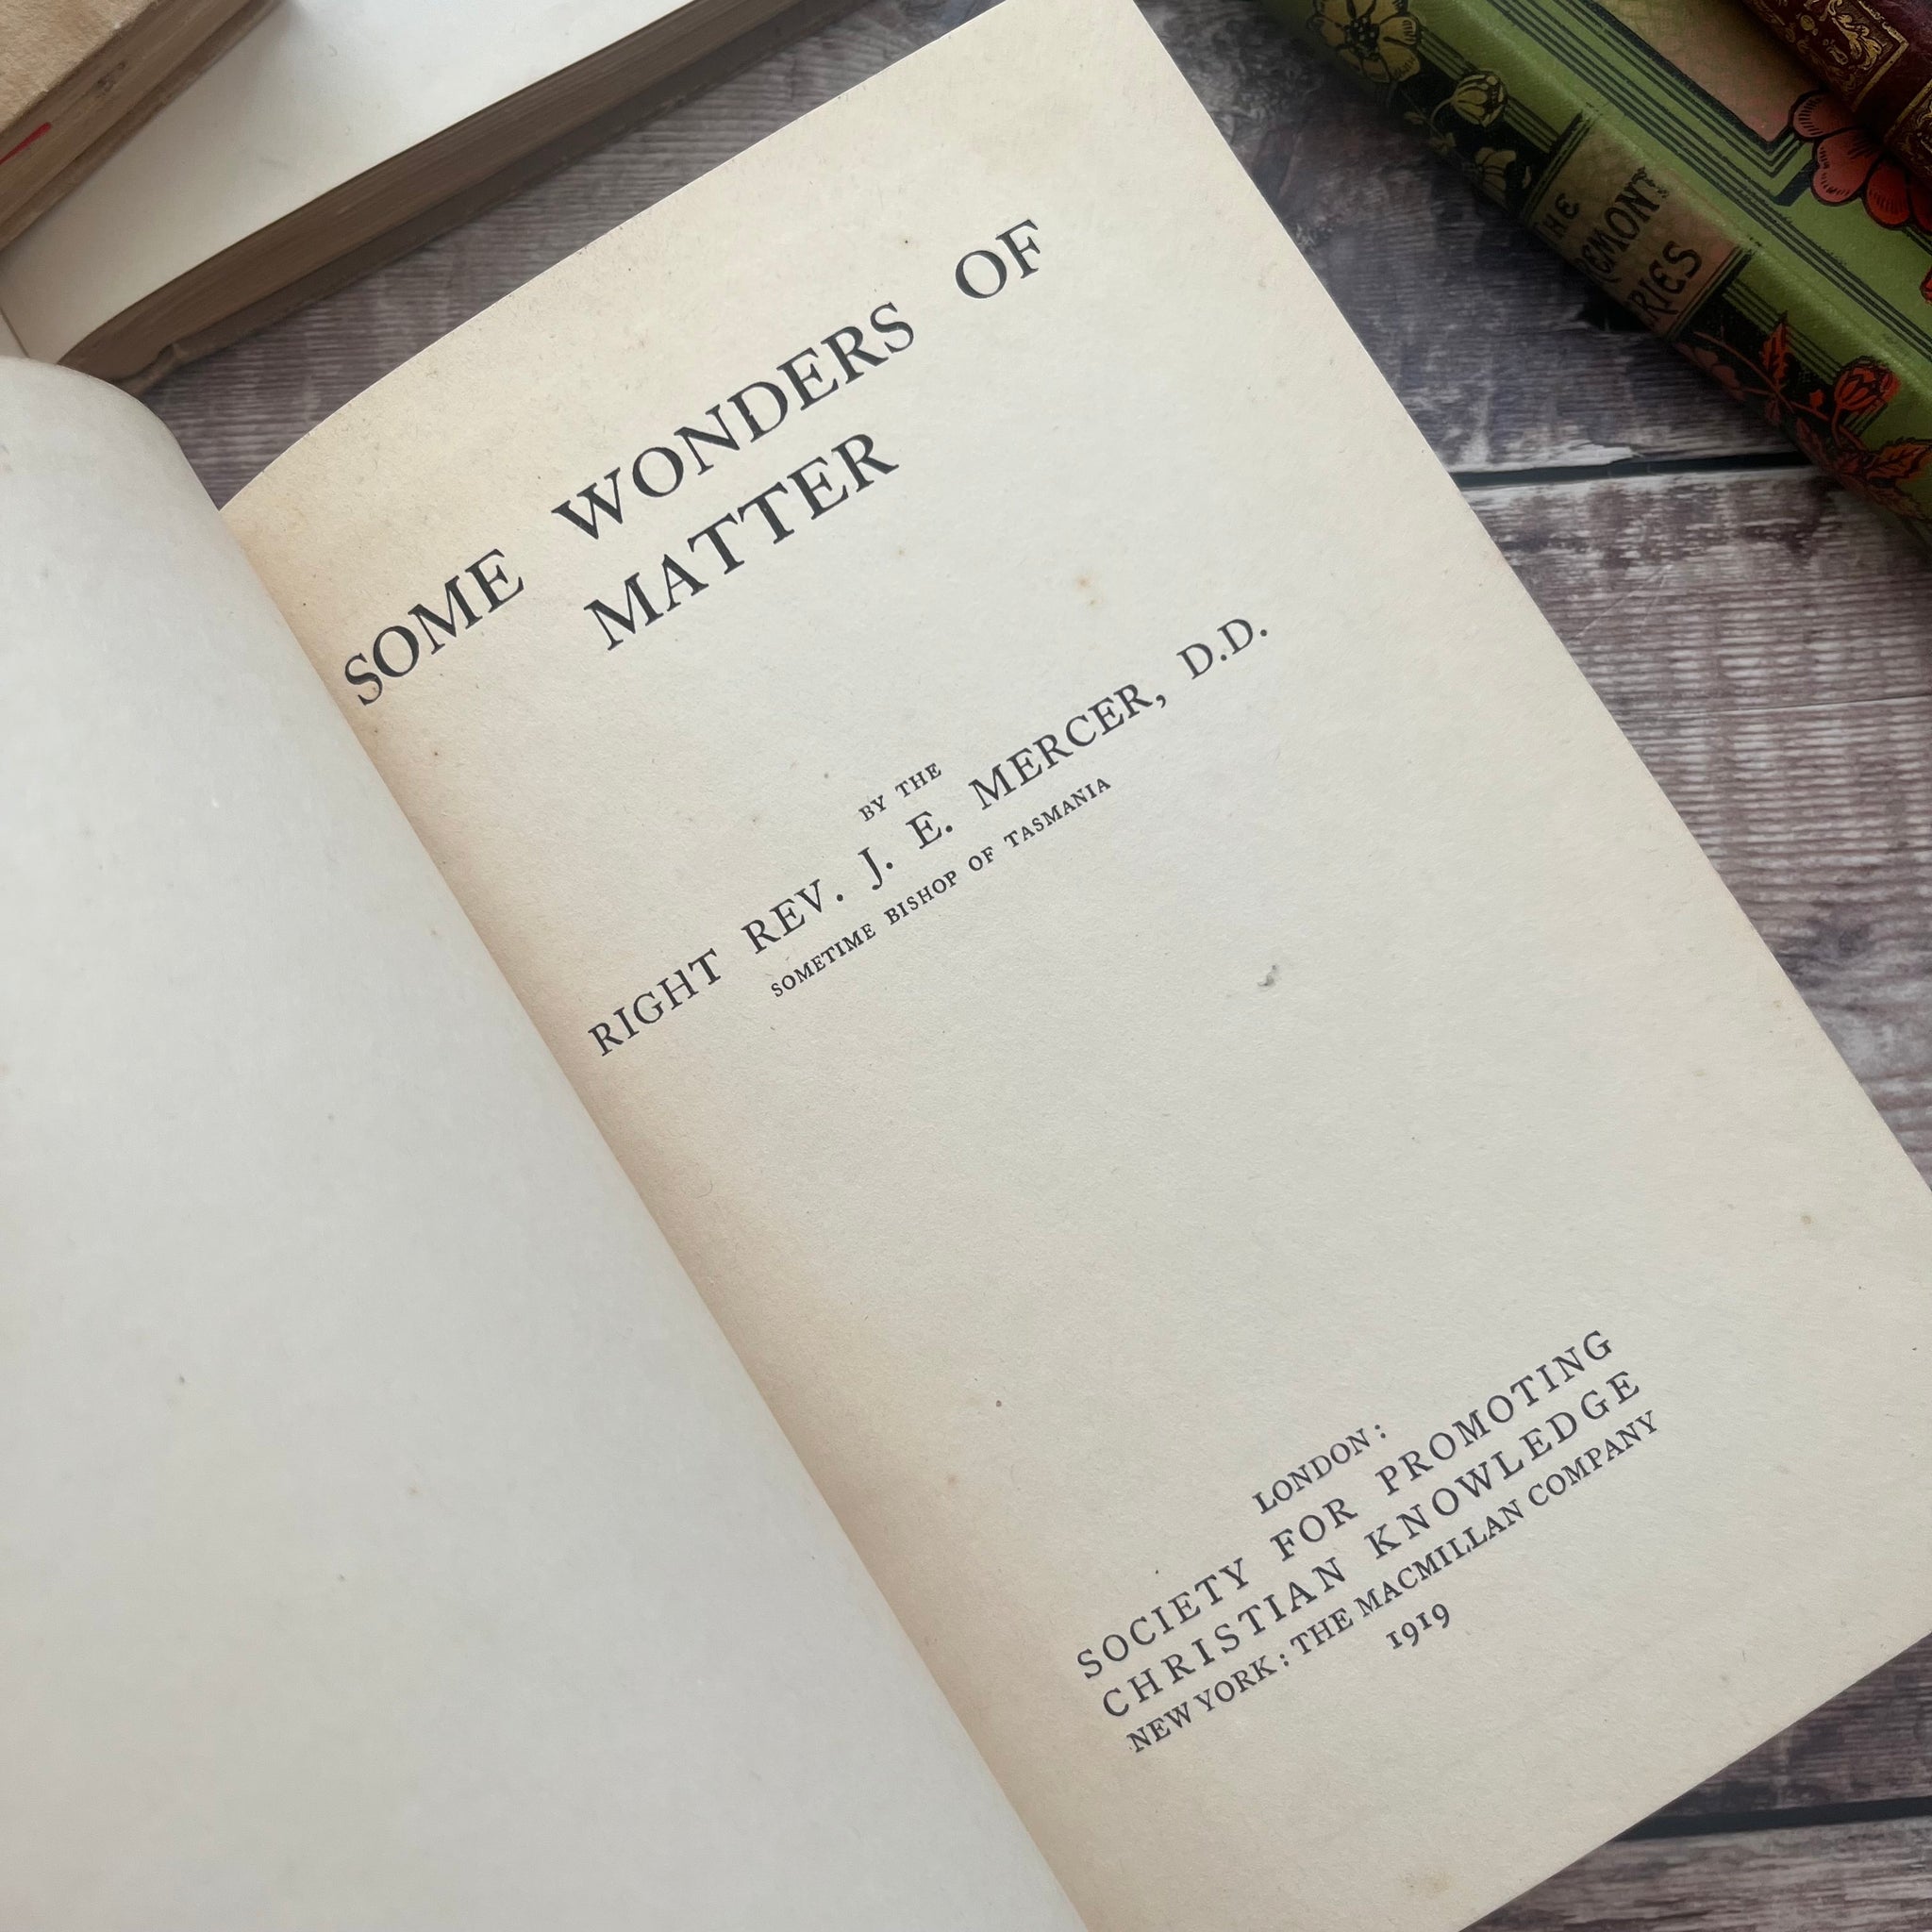 SOME WONDERS OF
MATTER
BY THE
RIGHT REV. J. E. MERCER, D.D.
SOMETIME BISHOP OF TASMANIA
LONDON:
SOCIETY FOR PROMOTING
CHRISTIAN KNOWLEDGE
NEW YORK: THE MACMILLAN COMPANY
1919